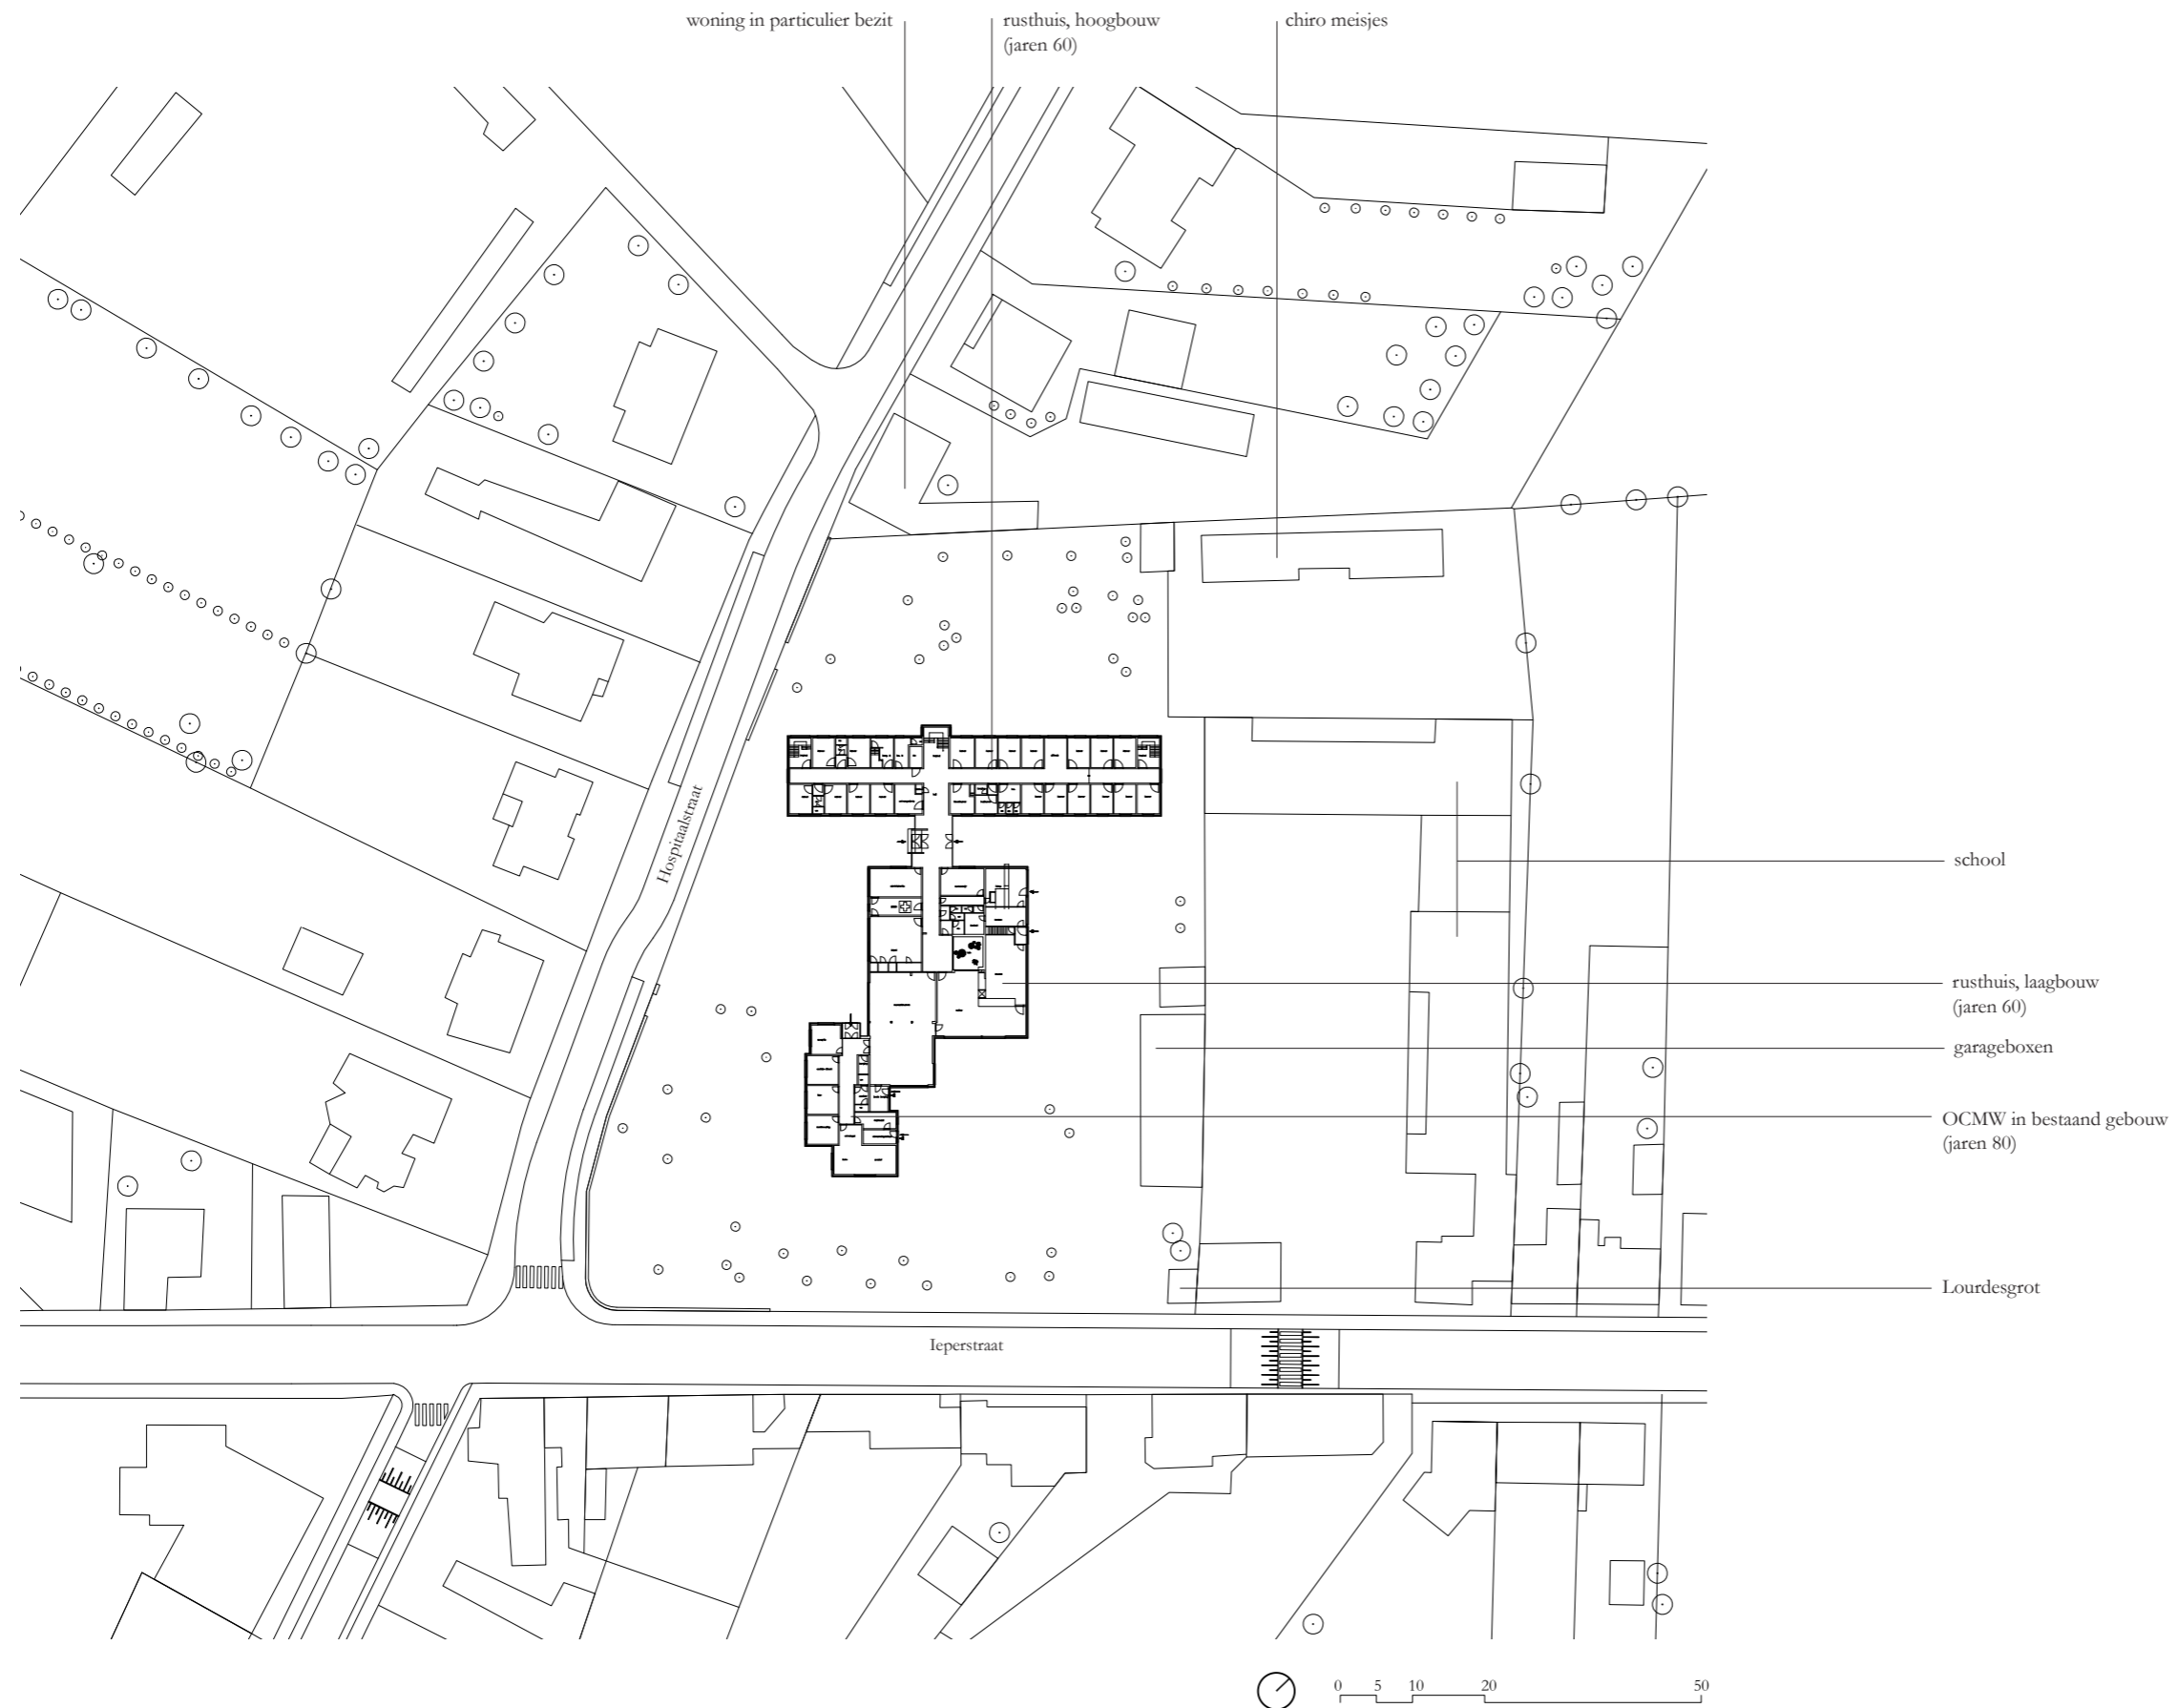 woning in particulier bezit
rusthuis, hoogbouw
(jaren 60)
chiro meisjes
Hospitaalstraat
school
rusthuis, laagbouw
(jaren 60)
garageboxen
OCMW in bestaand gebouw
(jaren 80)
Lourdesgrot
Ieperstraat
0 5 10 20 50